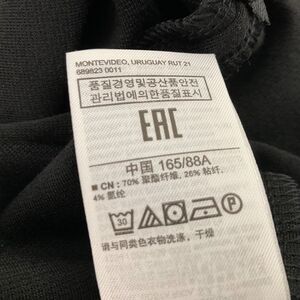 MONTEVIDEO, URUGUAY RUT 21
689823 0011
품질경영및공산품안전
관리법에의한품질표시
EAC
中国 165/88A
■ CN : 70% 聚酯纤维, 26% 粘纤,
4% 氨纶
30 P
请与同类色衣物洗涤, 干燥